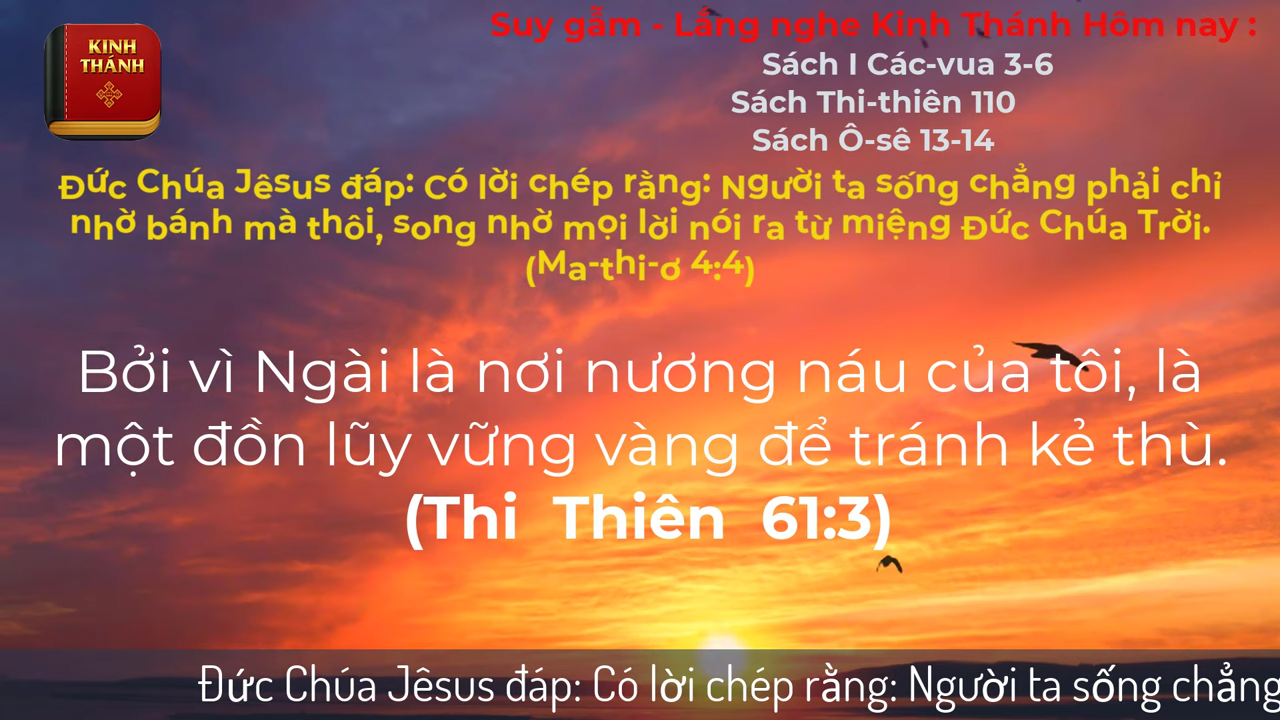 KINH
THÁNH
Suy gẫm - Lắng nghe Kinh Thánh Hôm nay :
Sách I Các-vua 3-6
Sách Thi-thiên 110
Sách Ô-sê 13-14
Đức Chúa Jêsus đáp: Có lời chép rằng: Người ta sống chẳng phải chỉ
nhờ bánh mà thôi, song nhờ mọi lời nói ra từ miệng Đức Chúa Trời.
(Ma-thi-ơ 4:4)
Bởi vì Ngài là nơi nương náu của tôi, là
một đồn lũy vững vàng để tránh kẻ thù.
(Thi Thiên 61:3)
Đức Chúa Jêsus đáp: Có lời chép rằng: Người ta sống chẳng